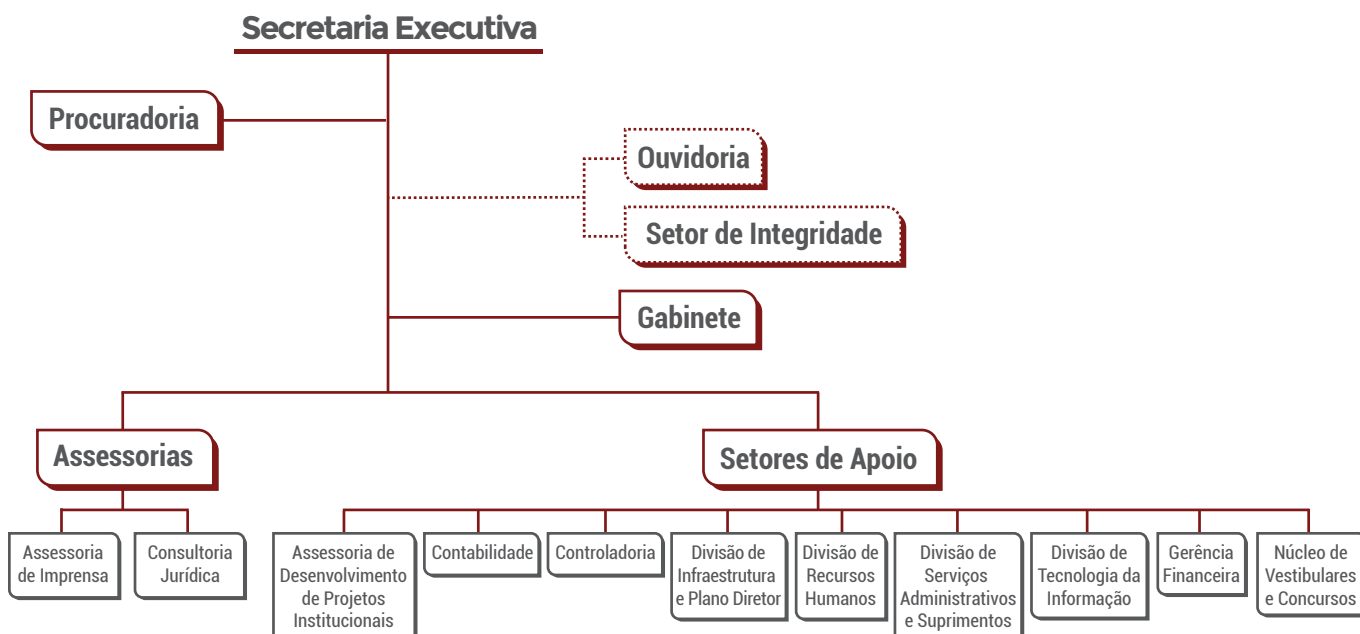 Secretaria Executiva
Procuradoria
Ouvidoria
Setor de Integridade
Gabinete
Assessorias
Setores de Apoio
Assessoria
de Imprensa
Consultoria
Jurídica
Assessoria de
Desenvolvimento
de Projetos
Institucionais
Contabilidade
Controladoria
Divisão de
Infraestrutura
e Plano Diretor
Divisão de
Recursos
Humanos
Divisão de
Serviços
Administrativos
e Suprimentos
Divisão de
Tecnologia da
Informação
Gerência
Financeira
Núcleo de
Vestibulares
e Concursos